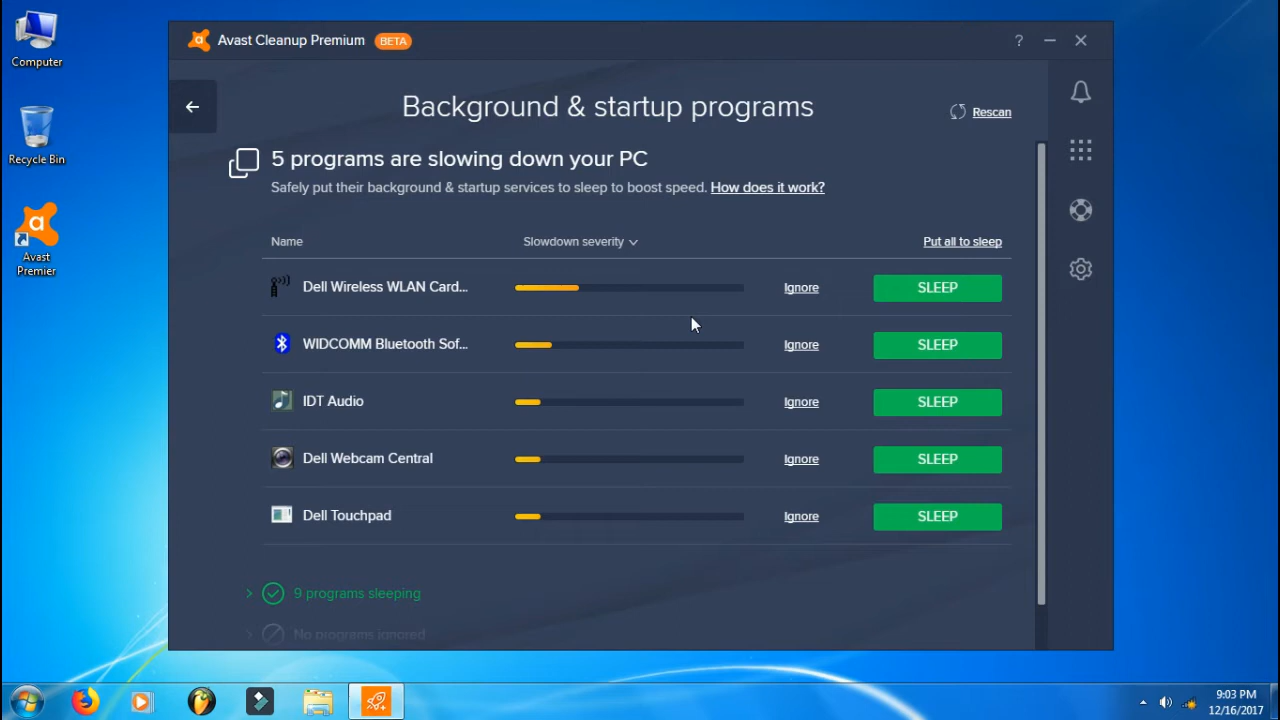 Computer
Recycle Bin
Avast
Premier
Avast Cleanup Premium BETA
?
Background & startup programs
Rescan
5 programs are slowing down your PC
Safely put their background & startup services to sleep to boost speed. How does it work?
Name Slowdown severity Put all to sleep
Dell Wireless WLAN Card... Ignore SLEEP
WIDCOMM Bluetooth Sof... Ignore SLEEP
IDT Audio Ignore SLEEP
Dell Webcam Central Ignore SLEEP
Dell Touchpad Ignore SLEEP
9 programs sleeping
No programs ignored
9:03 PM
12/16/2017